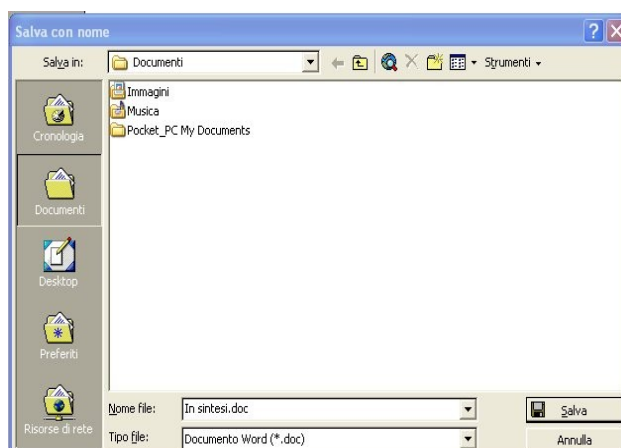 Salva con nome
Salva in: Documenti Strumenti
Immagini
Musica
Pocket_PC My Documents
Cronologia
Documenti
Desktop
Preferiti
Risorse di rete
Nome file: In sintesi.doc Salva
Tipo file: Documento Word (*.doc) Annulla